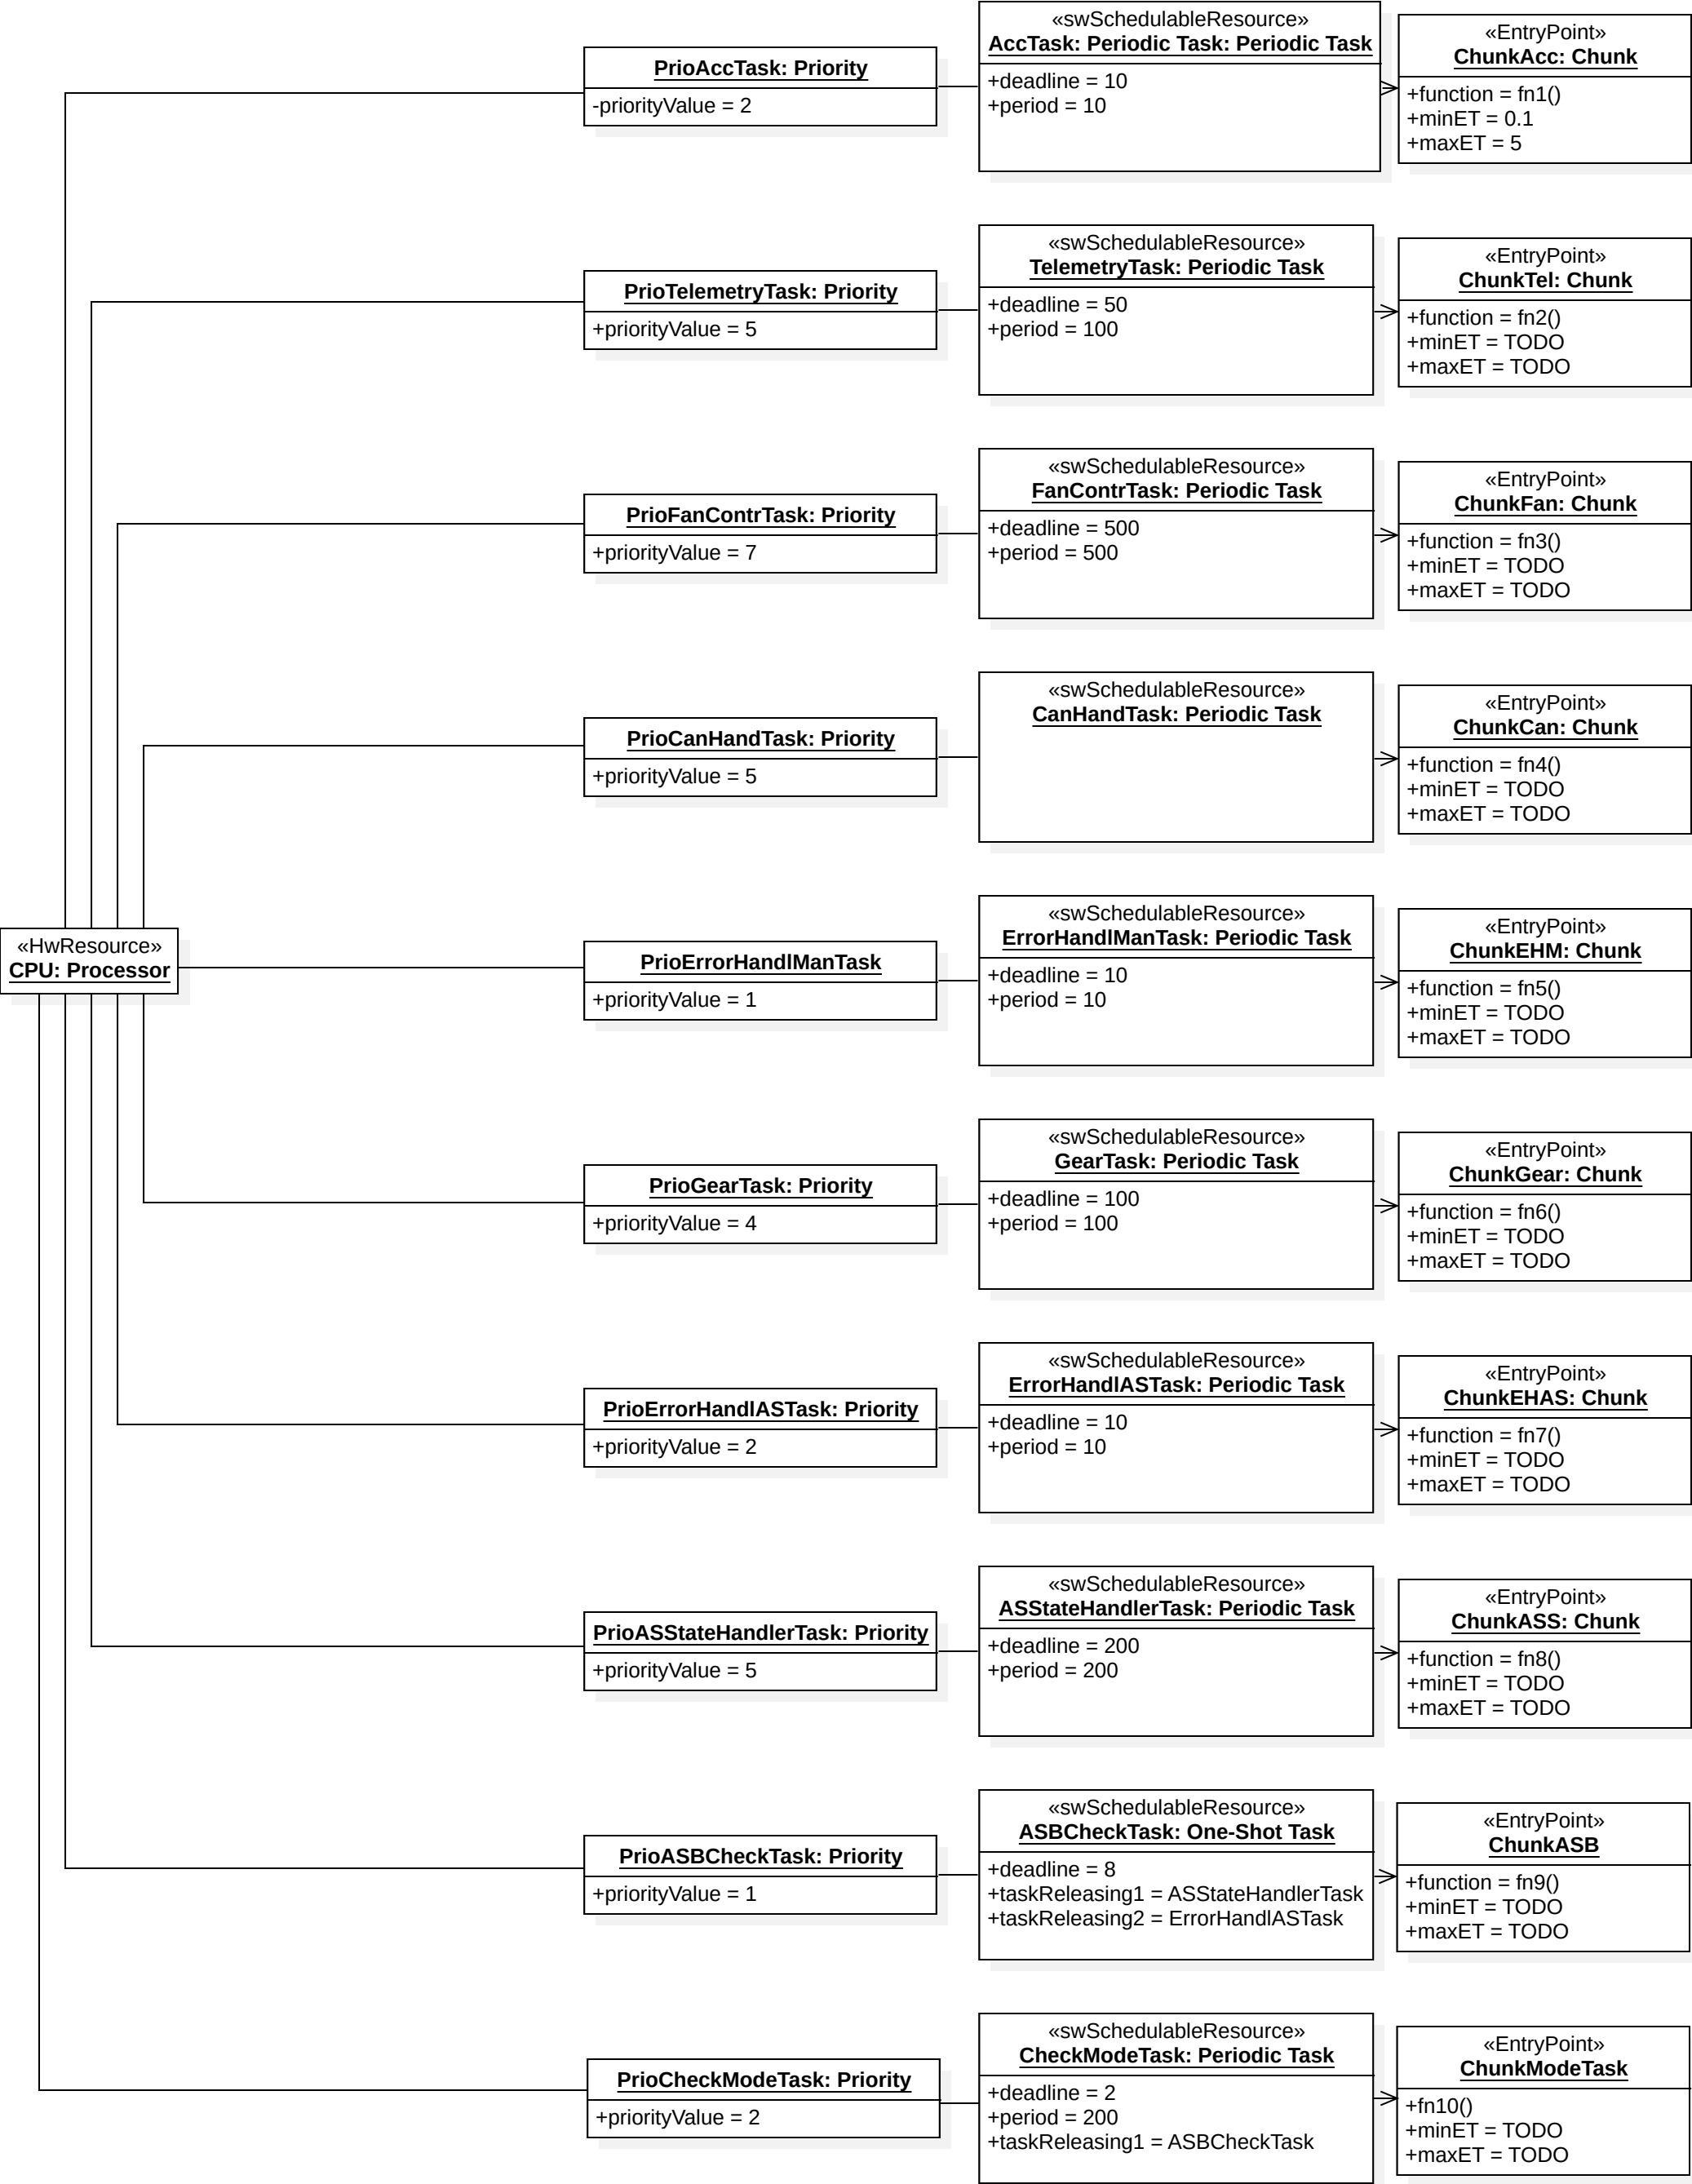 «HwResource»
CPU: Processor
PrioAccTask: Priority
-priorityValue = 2
«swSchedulableResource»
AccTask: Periodic Task: Periodic Task
+deadline = 10
+period = 10
«EntryPoint»
ChunkAcc: Chunk
+function = fn1()
+minET = 0.1
+maxET = 5
PrioTelemetryTask: Priority
+priorityValue = 5
«swSchedulableResource»
TelemetryTask: Periodic Task
+deadline = 50
+period = 100
«EntryPoint»
ChunkTel: Chunk
+function = fn2()
+minET = TODO
+maxET = TODO
PrioFanContrTask: Priority
+priorityValue = 7
«swSchedulableResource»
FanContrTask: Periodic Task
+deadline = 500
+period = 500
«EntryPoint»
ChunkFan: Chunk
+function = fn3()
+minET = TODO
+maxET = TODO
PrioCanHandTask: Priority
+priorityValue = 5
«swSchedulableResource»
CanHandTask: Periodic Task
«EntryPoint»
ChunkCan: Chunk
+function = fn4()
+minET = TODO
+maxET = TODO
PrioErrorHandlManTask
+priorityValue = 1
«swSchedulableResource»
ErrorHandlManTask: Periodic Task
+deadline = 10
+period = 10
«EntryPoint»
ChunkEHM: Chunk
+function = fn5()
+minET = TODO
+maxET = TODO
PrioGearTask: Priority
+priorityValue = 4
«swSchedulableResource»
GearTask: Periodic Task
+deadline = 100
+period = 100
«EntryPoint»
ChunkGear: Chunk
+function = fn6()
+minET = TODO
+maxET = TODO
PrioErrorHandlASTask: Priority
+priorityValue = 2
«swSchedulableResource»
ErrorHandlASTask: Periodic Task
+deadline = 10
+period = 10
«EntryPoint»
ChunkEHAS: Chunk
+function = fn7()
+minET = TODO
+maxET = TODO
PrioASStateHandlerTask: Priority
+priorityValue = 5
«swSchedulableResource»
ASStateHandlerTask: Periodic Task
+deadline = 200
+period = 200
«EntryPoint»
ChunkASS: Chunk
+function = fn8()
+minET = TODO
+maxET = TODO
PrioASBCheckTask: Priority
+priorityValue = 1
«swSchedulableResource»
ASBCheckTask: One-Shot Task
+deadline = 8
+taskReleasing1 = ASStateHandlerTask
+taskReleasing2 = ErrorHandlASTask
«EntryPoint»
ChunkASB
+function = fn9()
+minET = TODO
+maxET = TODO
PrioCheckModeTask: Priority
+priorityValue = 2
«swSchedulableResource»
CheckModeTask: Periodic Task
+deadline = 2
+period = 200
+taskReleasing1 = ASBCheckTask
«EntryPoint»
ChunkModeTask
+fn10()
+minET = TODO
+maxET = TODO